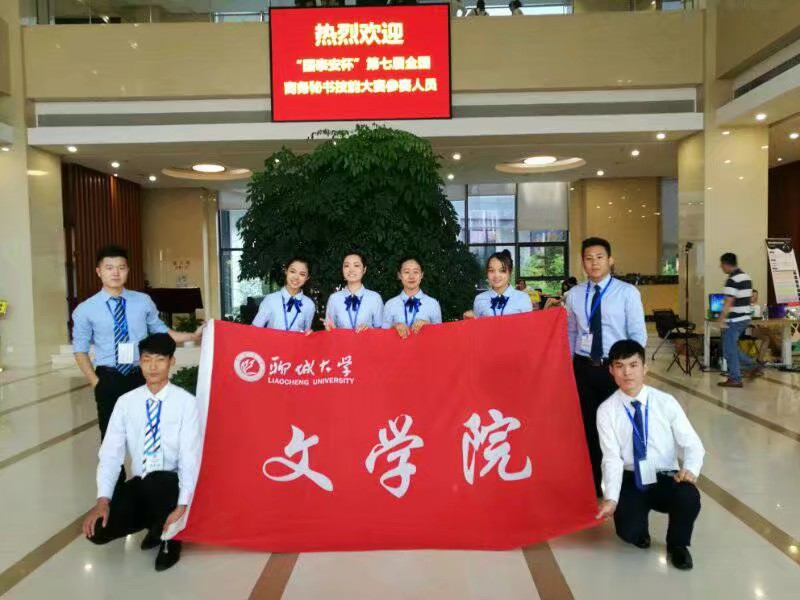 热烈欢迎
“国泰安杯”第七届全国
商务秘书技能大赛参赛人员
聊城大学
LIAOCHENG UNIVERSITY
文学院